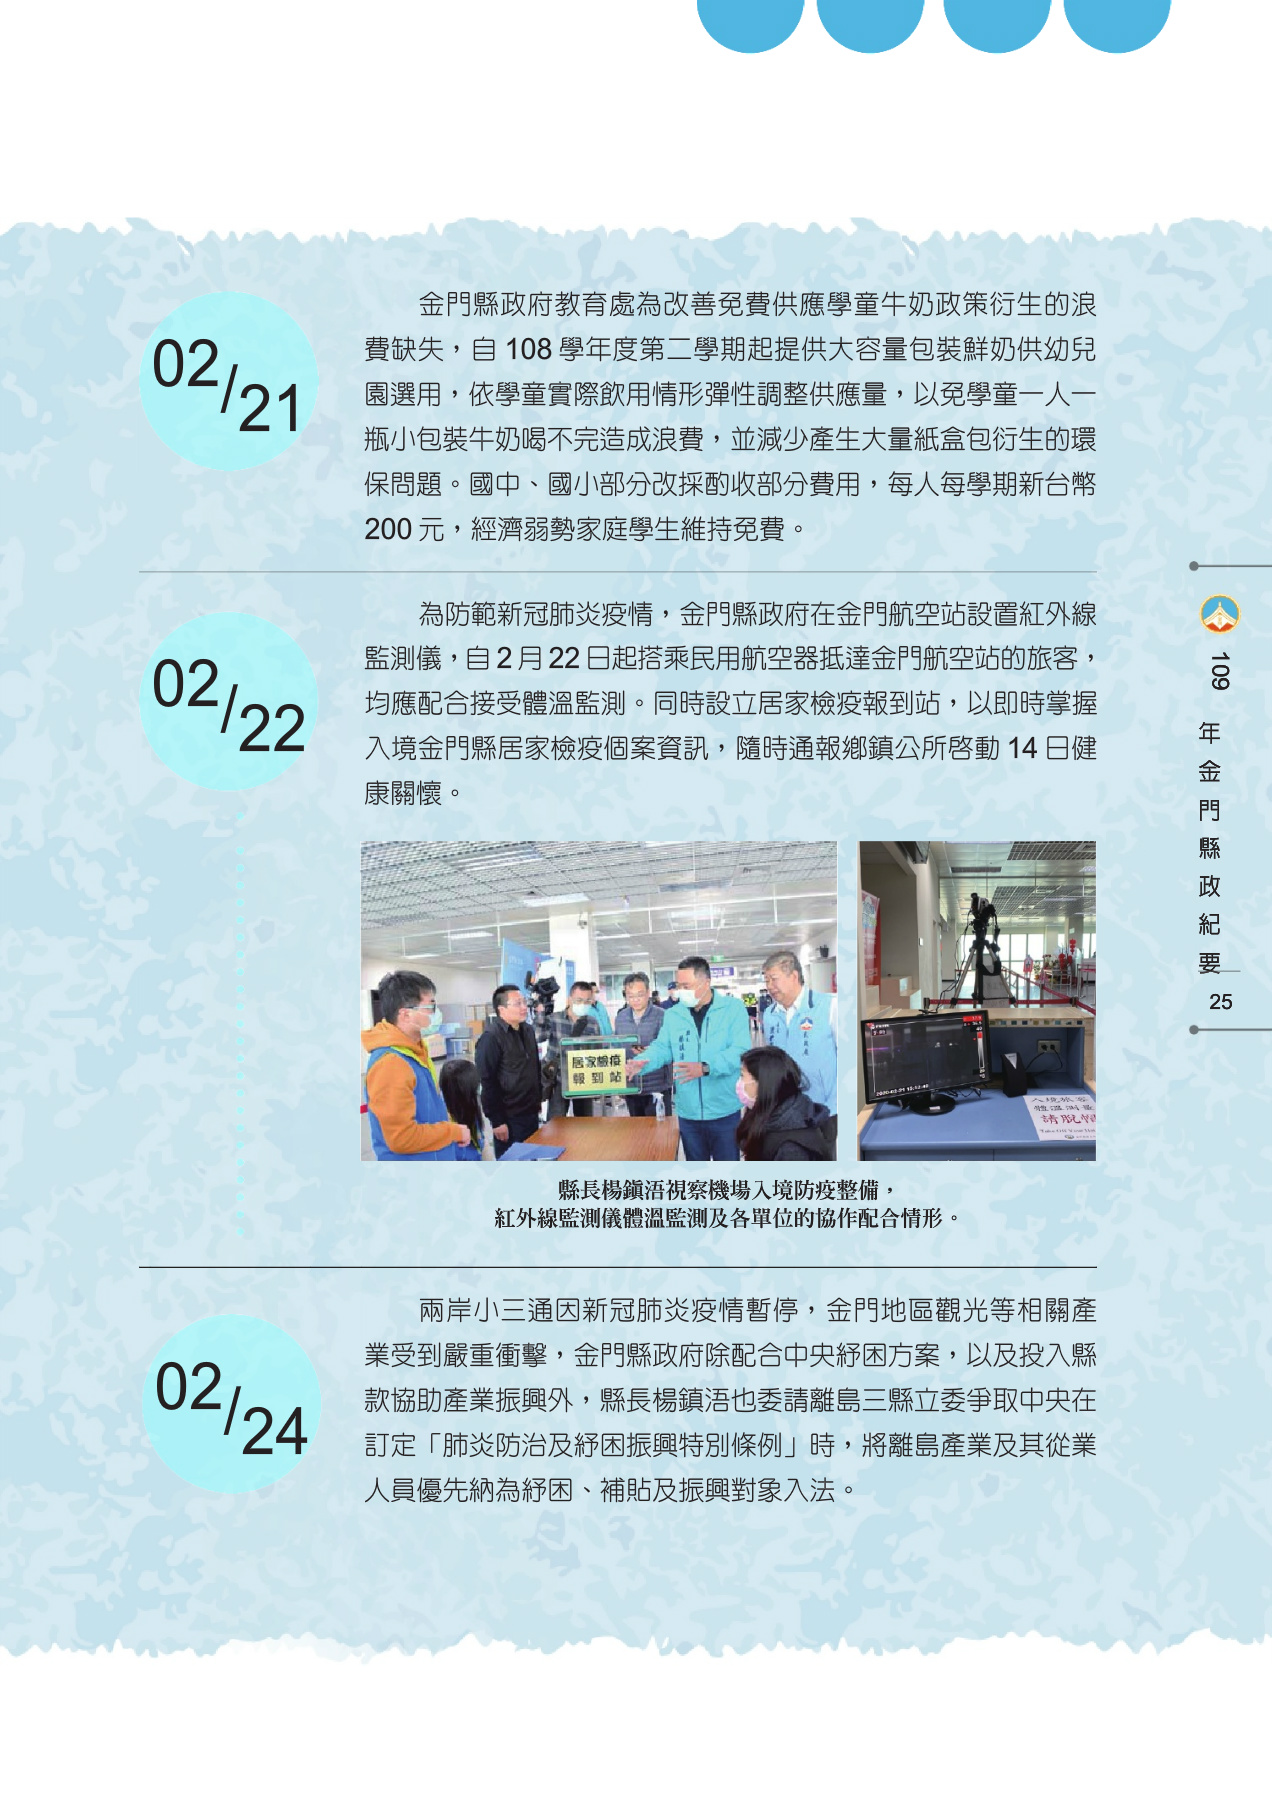 02/21
金門縣政府教育處為改善免費供應學童牛奶政策衍生的浪
費缺失，自 108 學年度第二學期起提供大容量包裝鮮奶供幼兒
園選用，依學童實際飲用情形彈性調整供應量，以免學童一人一
瓶小包裝牛奶喝不完造成浪費，並減少產生大量紙盒包衍生的環
保問題。國中、國小部分改採酌收部分費用，每人每學期新台幣
200 元，經濟弱勢家庭學生維持免費。
02/22
為防範新冠肺炎疫情，金門縣政府在金門航空站設置紅外線
監測儀，自 2 月 22 日起搭乘民用航空器抵達金門航空站的旅客，
均應配合接受體溫監測。同時設立居家檢疫報到站，以即時掌握
入境金門縣居家檢疫個案資訊，隨時通報鄉鎮公所啓動 14 日健
康關懷。
居家檢疫
報到站
2020-02-21 15:12:40
入境旅客
體溫測量
請脫帽
縣長楊鎮浯視察機場入境防疫整備，
紅外線監測儀體溫監測及各單位的協作配合情形。
02/24
兩岸小三通因新冠肺炎疫情暫停，金門地區觀光等相關產
業受到嚴重衝擊，金門縣政府除配合中央紓困方案，以及投入縣
款協助產業振興外，縣長楊鎮浯也委請離島三縣立委爭取中央在
訂定「肺炎防治及紓困振興特別條例」時，將離島產業及其從業
人員優先納為紓困、補貼及振興對象入法。
109 年金門縣政紀要
25